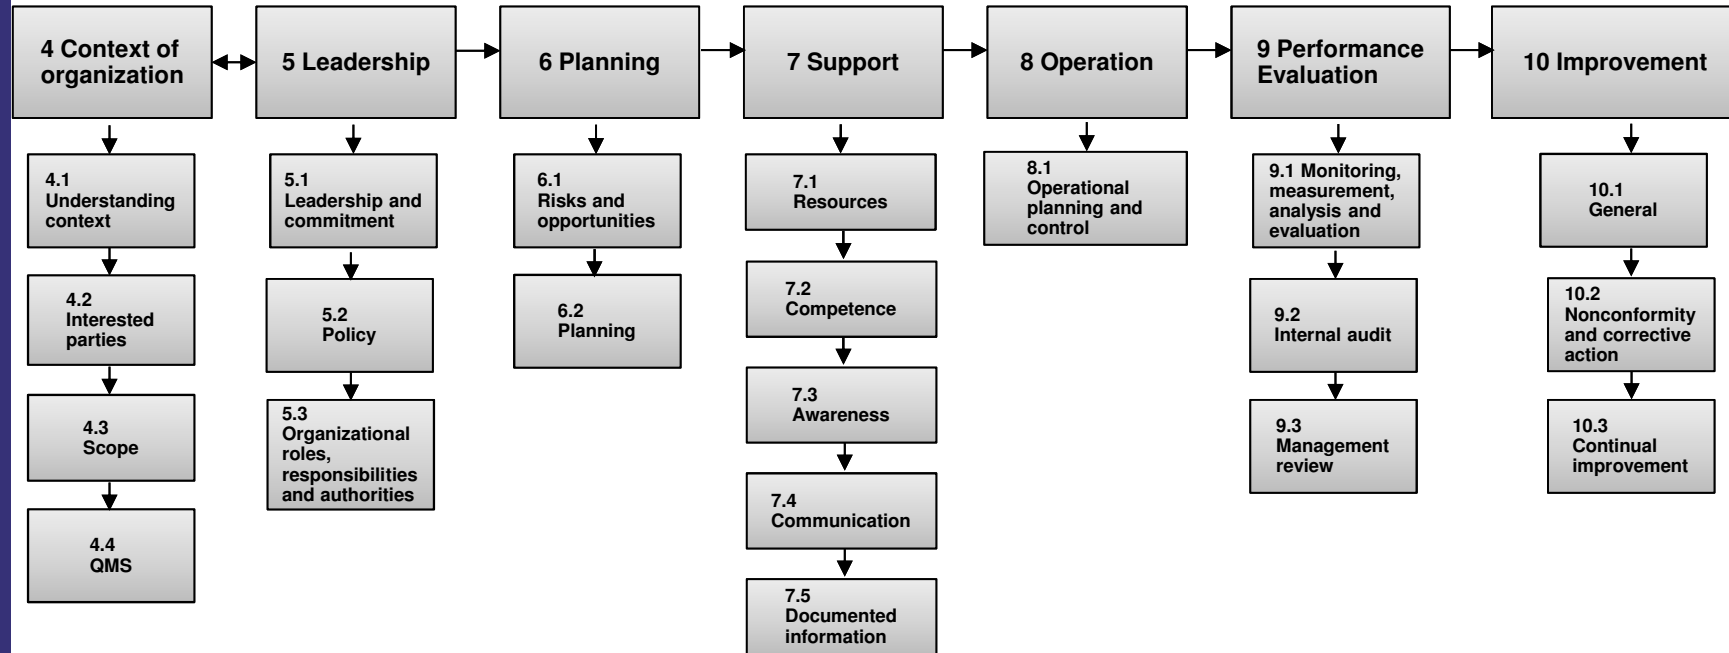 4 Context of
organization
5 Leadership
6 Planning
7 Support
8 Operation
9 Performance
Evaluation
10 Improvement
4.1
Understanding
context
4.2
Interested
parties
4.3
Scope
4.4
QMS
5.1
Leadership and
commitment
5.2
Policy
5.3
Organizational
roles,
responsibilities
and authorities
6.1
Risks and
opportunities
6.2
Planning
7.1
Resources
7.2
Competence
7.3
Awareness
7.4
Communication
7.5
Documented
information
8.1
Operational
planning and
control
9.1 Monitoring,
measurement,
analysis and
evaluation
9.2
Internal audit
9.3
Management
review
10.1
General
10.2
Nonconformity
and corrective
action
10.3
Continual
improvement